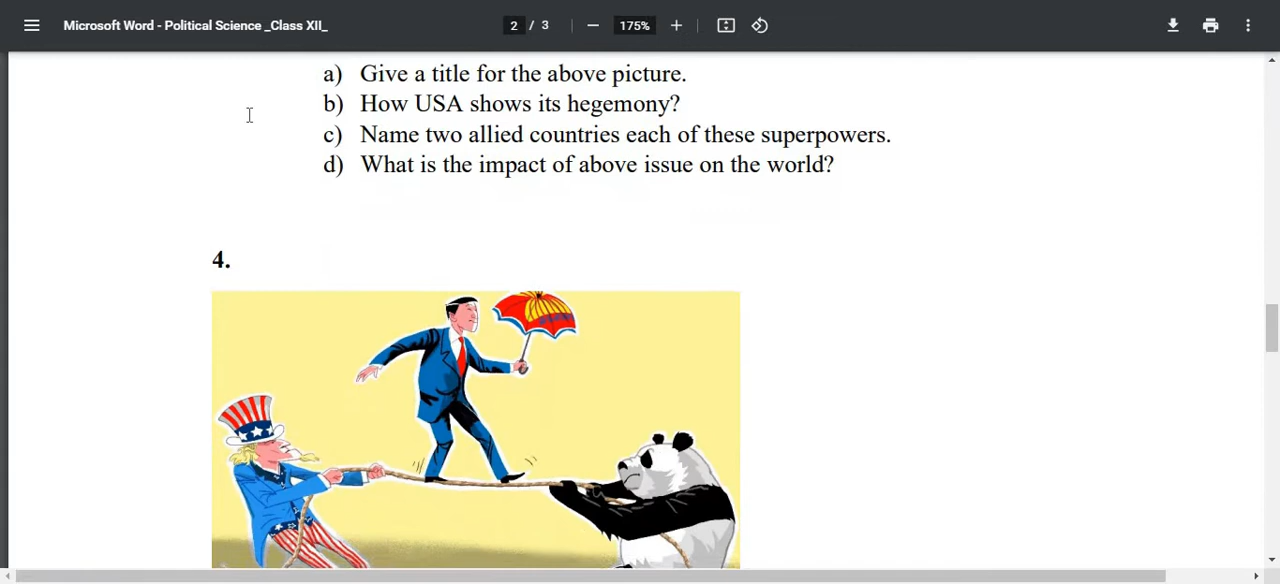 Microsoft Word - Political Science _Class XII_
2 / 3
175%
a) Give a title for the above picture.
b) How USA shows its hegemony?
c) Name two allied countries each of these superpowers.
d) What is the impact of above issue on the world?
4.